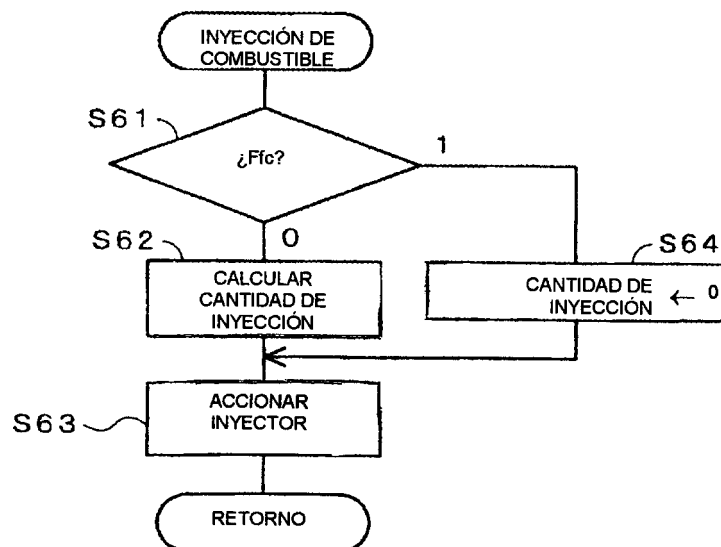 INYECCIÓN DE
COMBUSTIBLE
S61
¿Ffc?
1
0
S62
CALCULAR
CANTIDAD DE
INYECCIÓN
S64
CANTIDAD DE
INYECCIÓN ← 0
S63
ACCIONAR
INYECTOR
RETORNO